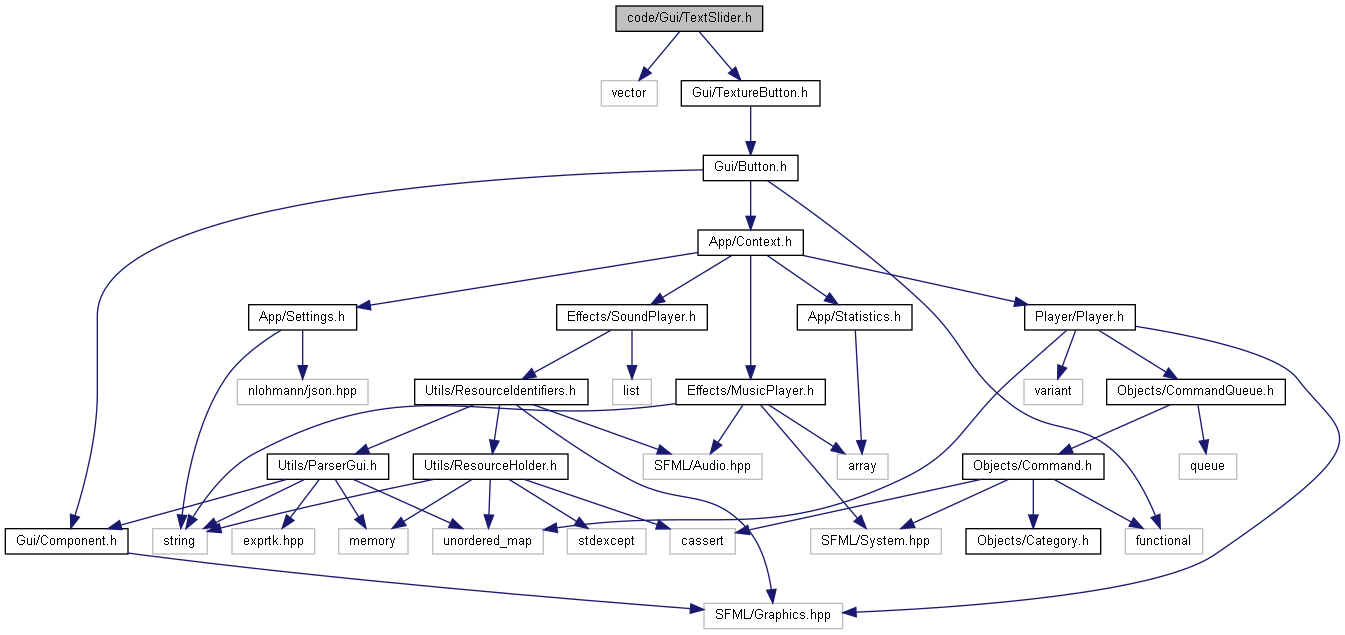 code/Gui/TextSlider.h
vector
Gui/TextureButton.h
Gui/Button.h
App/Context.h
App/Settings.h
Effects/SoundPlayer.h
App/Statistics.h
Player/Player.h
nlohmann/json.hpp
Utils/ResourceIdentifiers.h
list
Effects/MusicPlayer.h
variant
Objects/CommandQueue.h
Utils/ParserGui.h
Utils/ResourceHolder.h
SFML/Audio.hpp
array
Objects/Command.h
queue
Gui/Component.h
string
exprtk.hpp
memory
unordered_map
stdexcept
cassert
SFML/System.hpp
Objects/Category.h
functional
SFML/Graphics.hpp